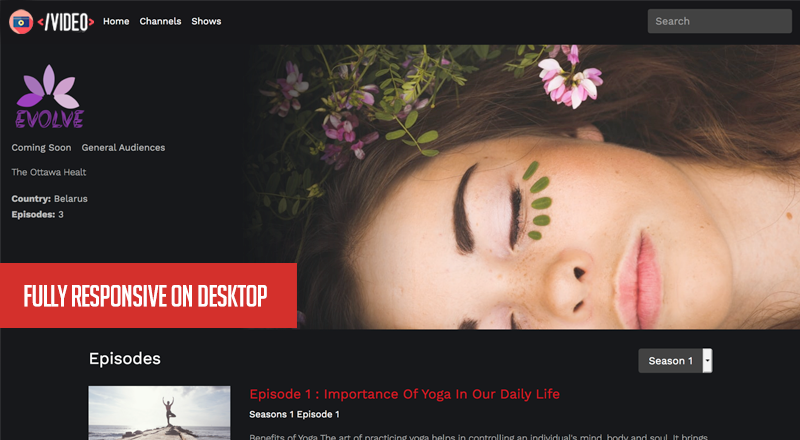 </VIDEO>
Home Channels Shows
Search
EVOLVE
Coming Soon General Audiences
The Ottawa Healt
Country: Belarus
Episodes: 3
FULLY RESPONSIVE ON DESKTOP
Episodes
Season 1
Episode 1 : Importance Of Yoga In Our Daily Life
Seasons 1 Episode 1
Benefits of Yoga The art of practicing yoga helps in controlling an individual's mind, body and soul. It brings